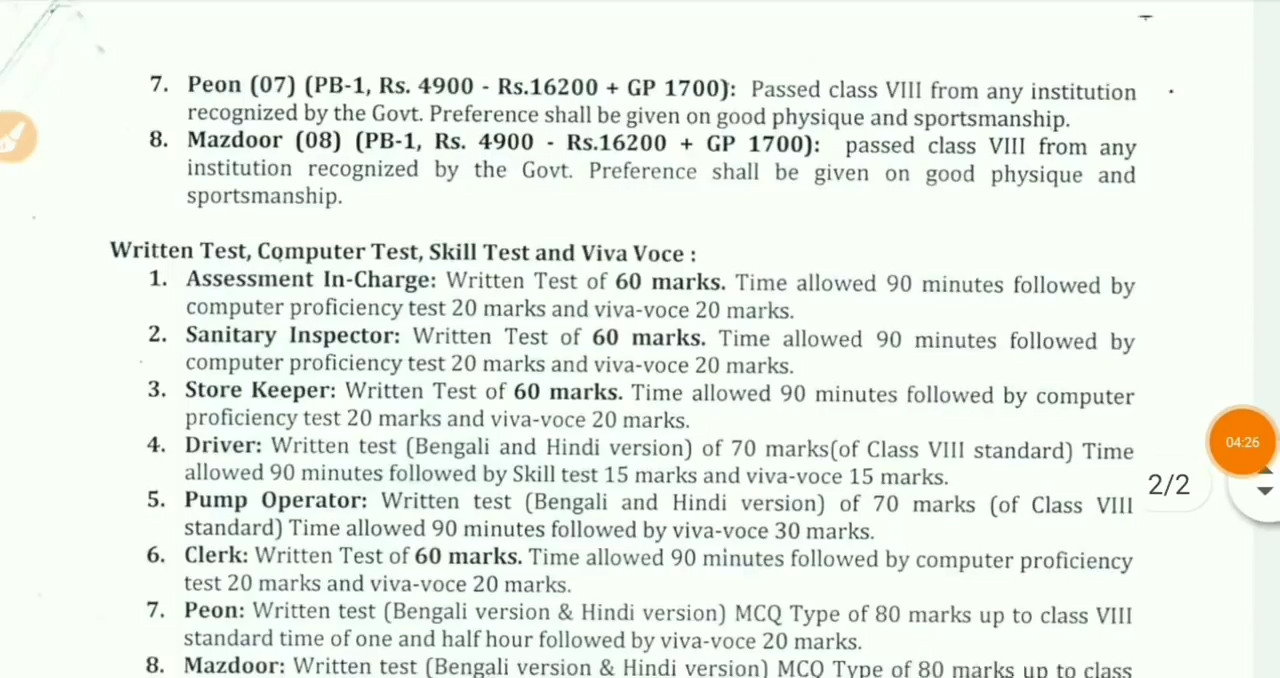 7. Peon (07) (PB-1, Rs. 4900 - Rs.16200 + GP 1700): Passed class VIII from any institution
recognized by the Govt. Preference shall be given on good physique and sportsmanship.
8. Mazdoor (08) (PB-1, Rs. 4900 - Rs.16200 + GP 1700): passed class VIII from any
institution recognized by the Govt. Preference shall be given on good physique and
sportsmanship.
Written Test, Computer Test, Skill Test and Viva Voce :
1. Assessment In-Charge: Written Test of 60 marks. Time allowed 90 minutes followed by
computer proficiency test 20 marks and viva-voce 20 marks.
2. Sanitary Inspector: Written Test of 60 marks. Time allowed 90 minutes followed by
computer proficiency test 20 marks and viva-voce 20 marks.
3. Store Keeper: Written Test of 60 marks. Time allowed 90 minutes followed by computer
proficiency test 20 marks and viva-voce 20 marks.
4. Driver: Written test (Bengali and Hindi version) of 70 marks(of Class VIII standard) Time
allowed 90 minutes followed by Skill test 15 marks and viva-voce 15 marks.
5. Pump Operator: Written test (Bengali and Hindi version) of 70 marks (of Class VIII
standard) Time allowed 90 minutes followed by viva-voce 30 marks.
6. Clerk: Written Test of 60 marks. Time allowed 90 minutes followed by computer proficiency
test 20 marks and viva-voce 20 marks.
7. Peon: Written test (Bengali version & Hindi version) MCQ Type of 80 marks up to class VIII
standard time of one and half hour followed by viva-voce 20 marks.
8. Mazdoor: Written test (Bengali version & Hindi version) MCQ Type of 80 marks up to class
04:26
2/2